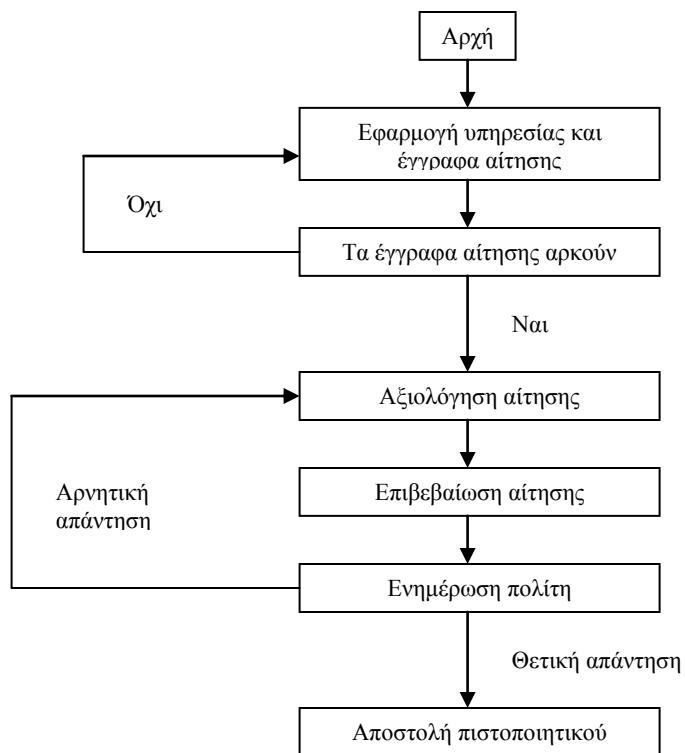 Αρχή
Εφαρμογή υπηρεσίας και
έγγραφα αίτησης
Όχι
Τα έγγραφα αίτησης αρκούν
Ναι
Αξιολόγηση αίτησης
Αρνητική
απάντηση
Επιβεβαίωση αίτησης
Ενημέρωση πολίτη
Θετική απάντηση
Αποστολή πιστοποιητικού